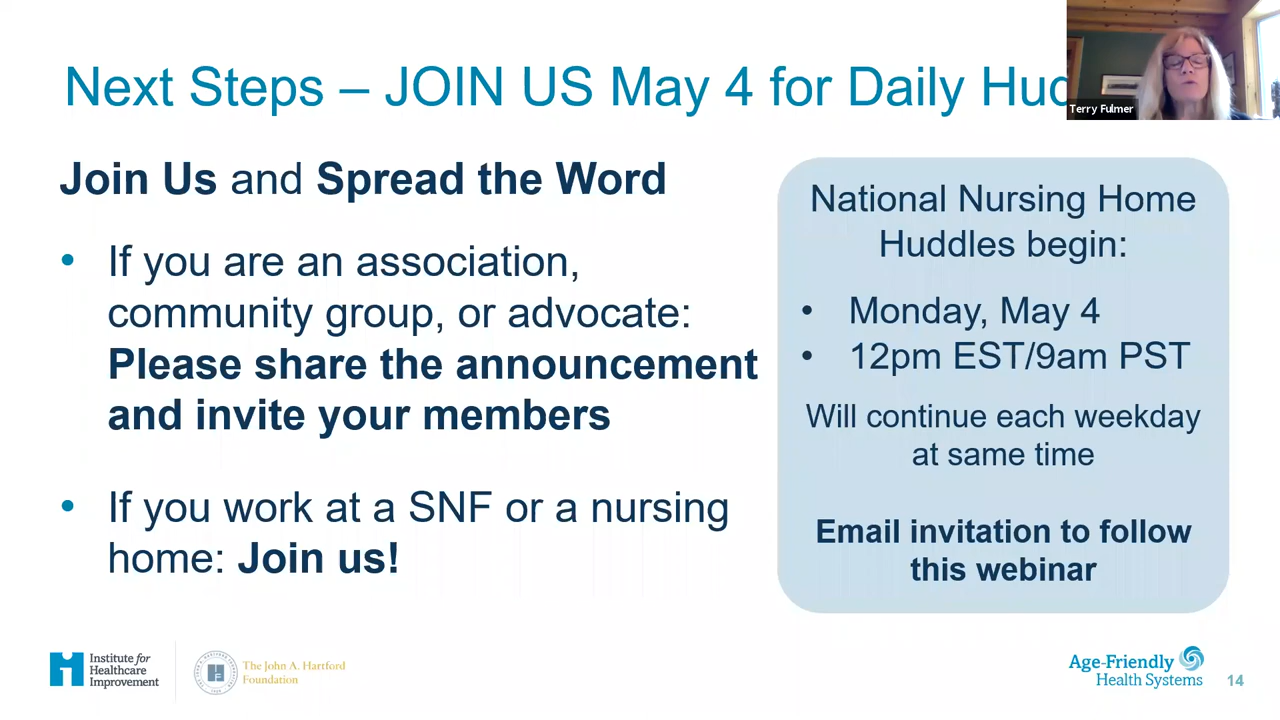 Next Steps – JOIN US May 4 for Daily Hud
Terry Fulmer
Join Us and Spread the Word
• If you are an association,
community group, or advocate:
Please share the announcement
and invite your members
• If you work at a SNF or a nursing
home: Join us!
National Nursing Home
Huddles begin:
• Monday, May 4
• 12pm EST/9am PST
Will continue each weekday
at same time
Email invitation to follow
this webinar
Institute for
Healthcare
Improvement
The John A. Hartford
Foundation
Age-Friendly
Health Systems
14